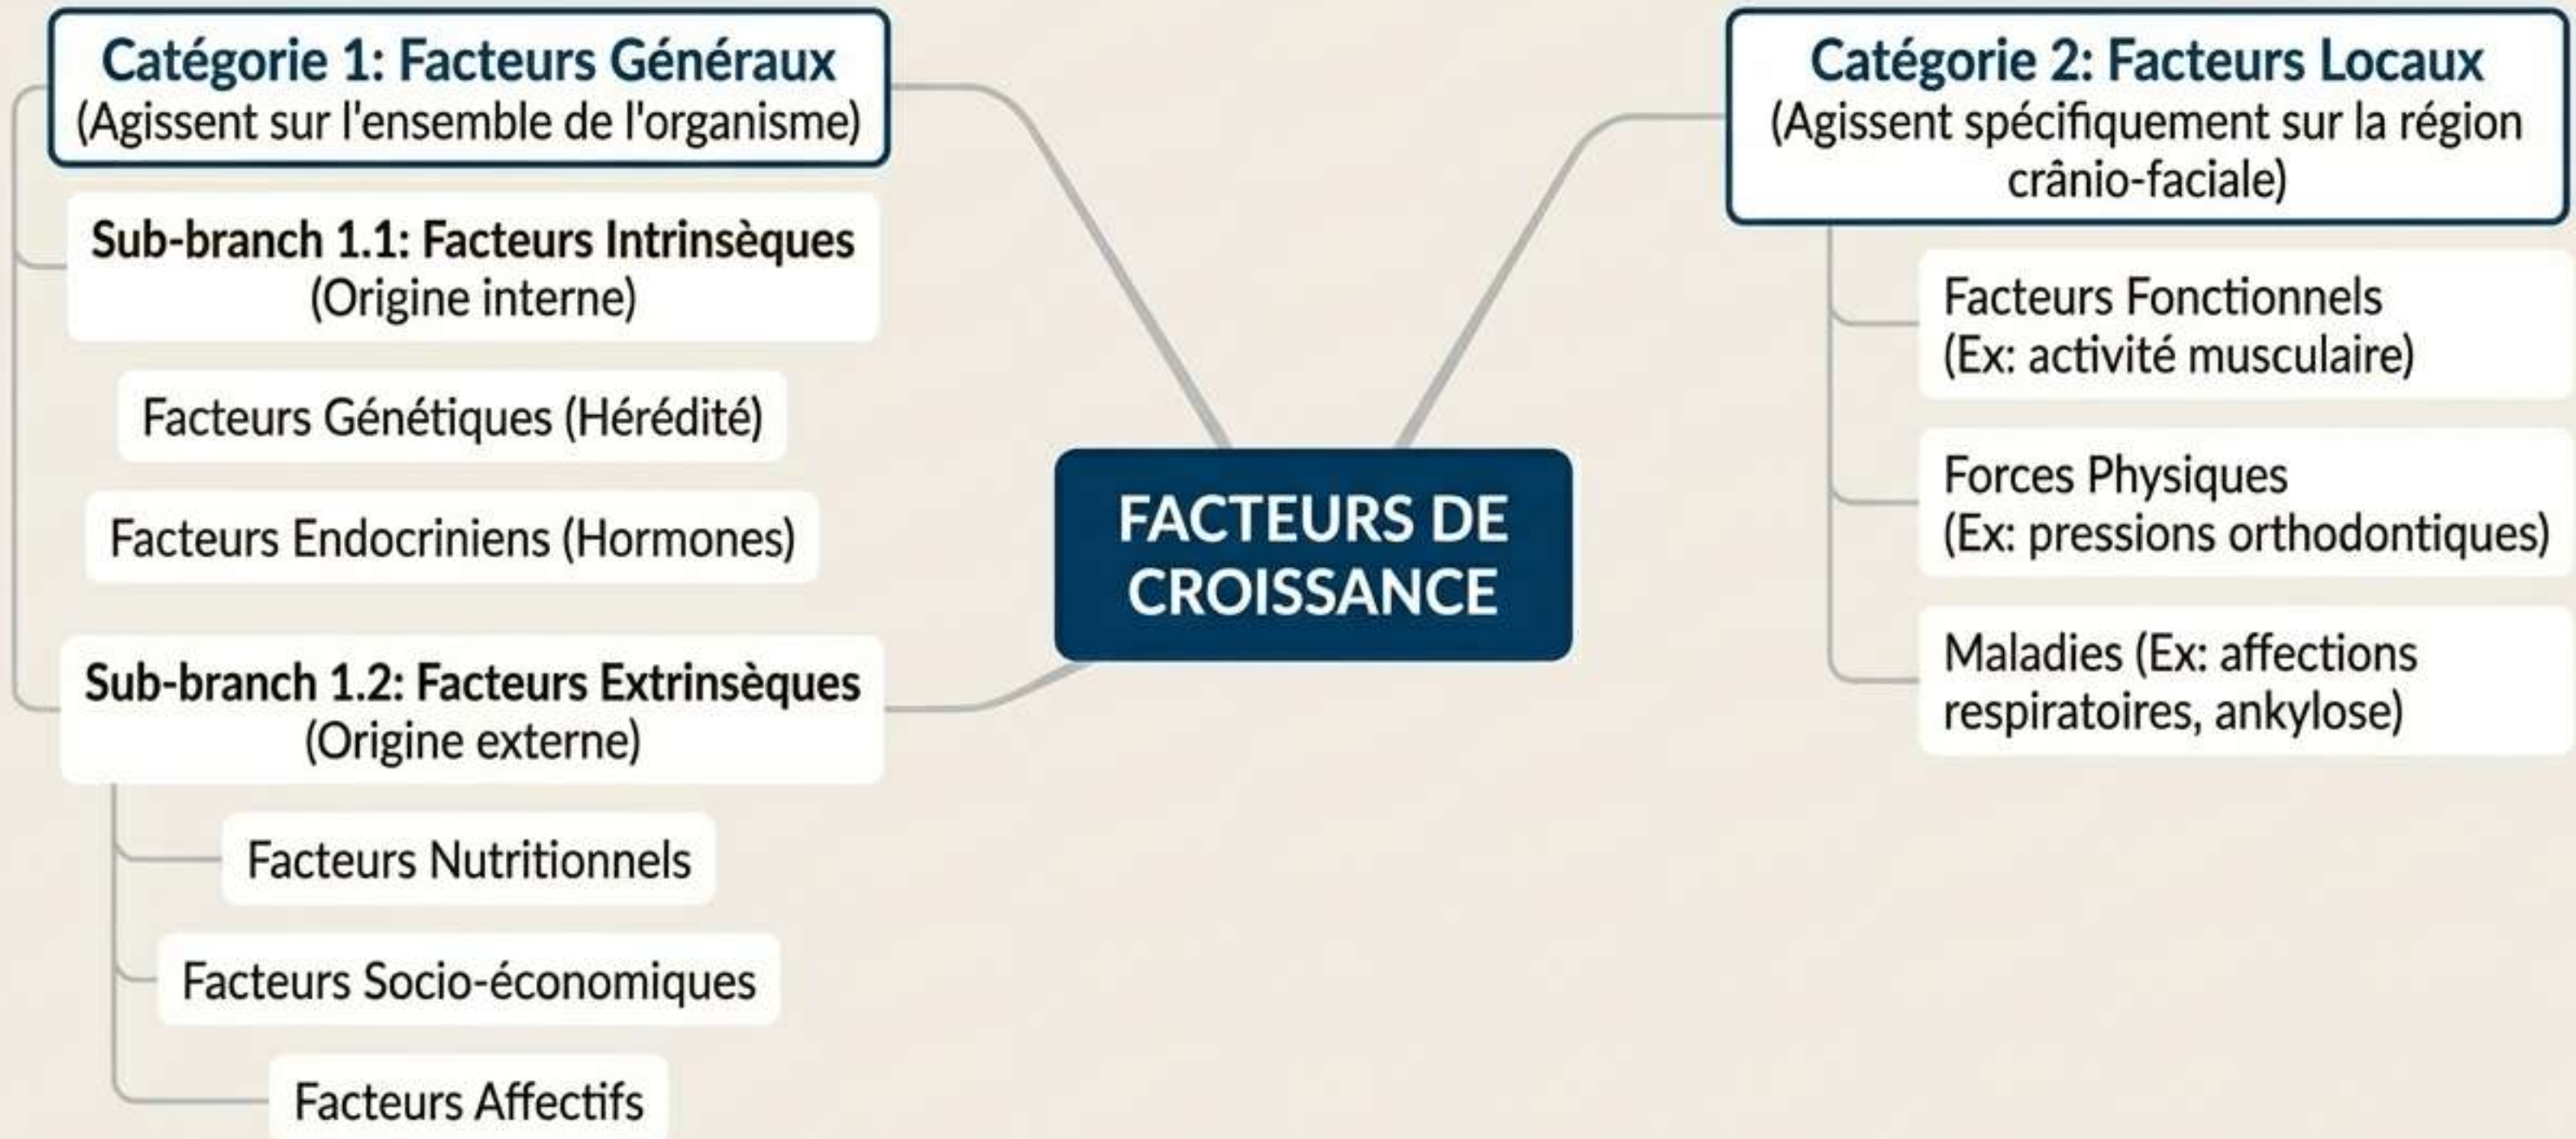 Catégorie 1: Facteurs Généraux
(Agissent sur l'ensemble de l'organisme)
Sub-branch 1.1: Facteurs Intrinsèques
(Origine interne)
Facteurs Génétiques (Hérédité)
Facteurs Endocriniens (Hormones)
Sub-branch 1.2: Facteurs Extrinsèques
(Origine externe)
Facteurs Nutritionnels
Facteurs Socio-économiques
Facteurs Affectifs
FACTEURS DE
CROISSANCE
Catégorie 2: Facteurs Locaux
(Agissent spécifiquement sur la région
crânio-faciale)
Facteurs Fonctionnels
(Ex: activité musculaire)
Forces Physiques
(Ex: pressions orthodontiques)
Maladies (Ex: affections
respiratoires, ankylose)